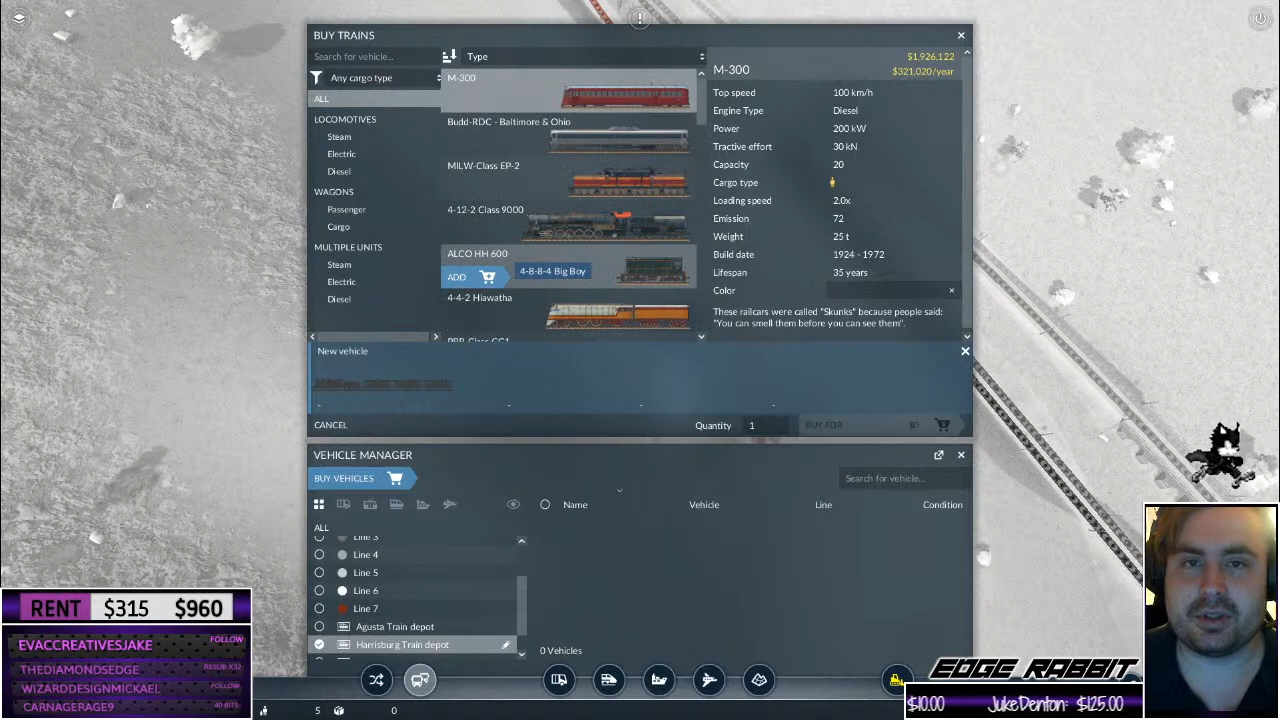 BUY TRAINS
Search for vehicle...
Type
Any cargo type
ALL
LOCOMOTIVES
Steam
Electric
Diesel
WAGONS
Passenger
Cargo
MULTIPLE UNITS
Steam
Electric
Diesel
M-300
Budd-RDC - Baltimore & Ohio
MILW-Class EP-2
4-12-2 Class 9000
ALCO HH 600
ADD
4-8-8-4 Big Boy
4-4-2 Hiawatha
PRR-Class GG1
$1,926,122
M-300
$321,020/year
Top speed 100 km/h
Engine Type Diesel
Power 200 kW
Tractive effort 30 kN
Capacity 20
Cargo type
Loading speed 2.0x
Emission 72
Weight 25 t
Build date 1924 - 1972
Lifespan 35 years
Color
These railcars were called "Skunks" because people said:
"You can smell them before you can see them".
New vehicle
- - - -
CANCEL
Quantity 1
BUY FOR $0
VEHICLE MANAGER
BUY VEHICLES
Search for vehicle...
Name Vehicle Line Condition
ALL
Line 3
Line 4
Line 5
Line 6
Line 7
Agusta Train depot
Harrisburg Train depot
0 Vehicles
5 0
RENT $315 $960
EVACCREATIVESJAKE FOLLOW
THEDIAMONDSEDGE RESUB X32
WIZARDDESIGNMICKAEL FOLLOW
CARNAGERAGE9 40 BITS
EDGE RABBIT
$10.00 JukeDenton: $125.00